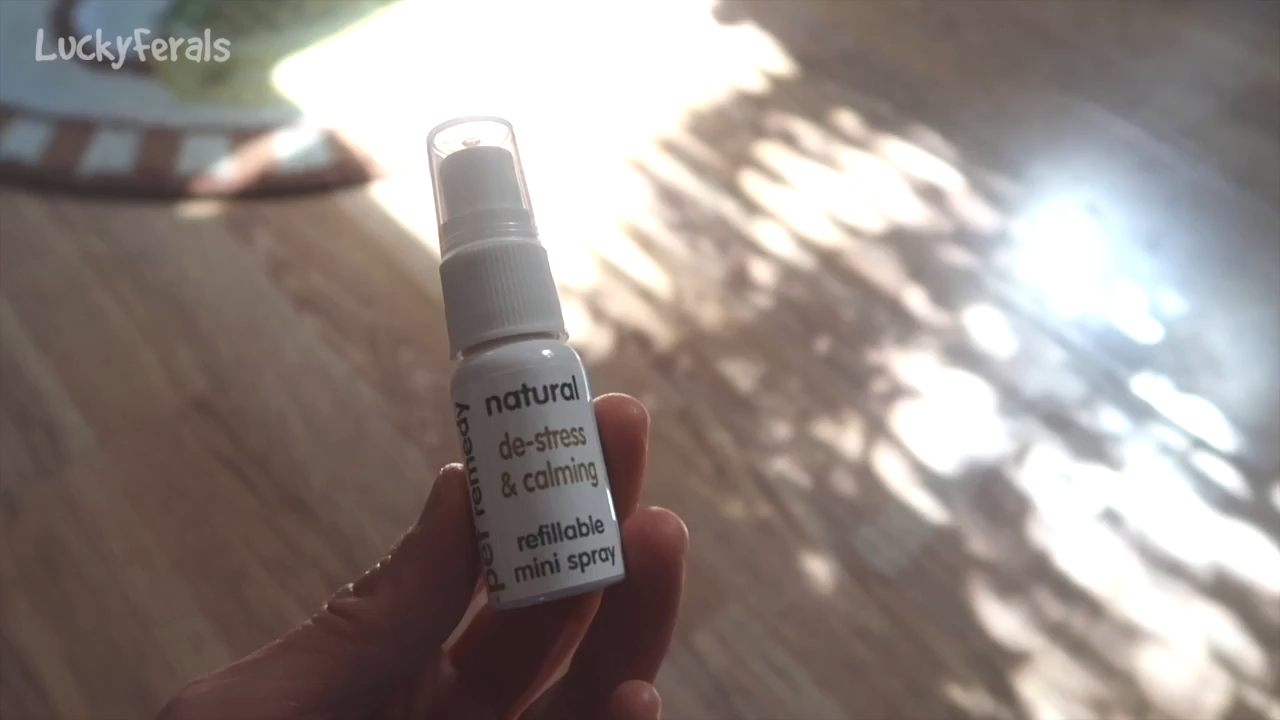 LuckyFerals
natural
de-stress
& calming
refillable
mini spray
pet remedy